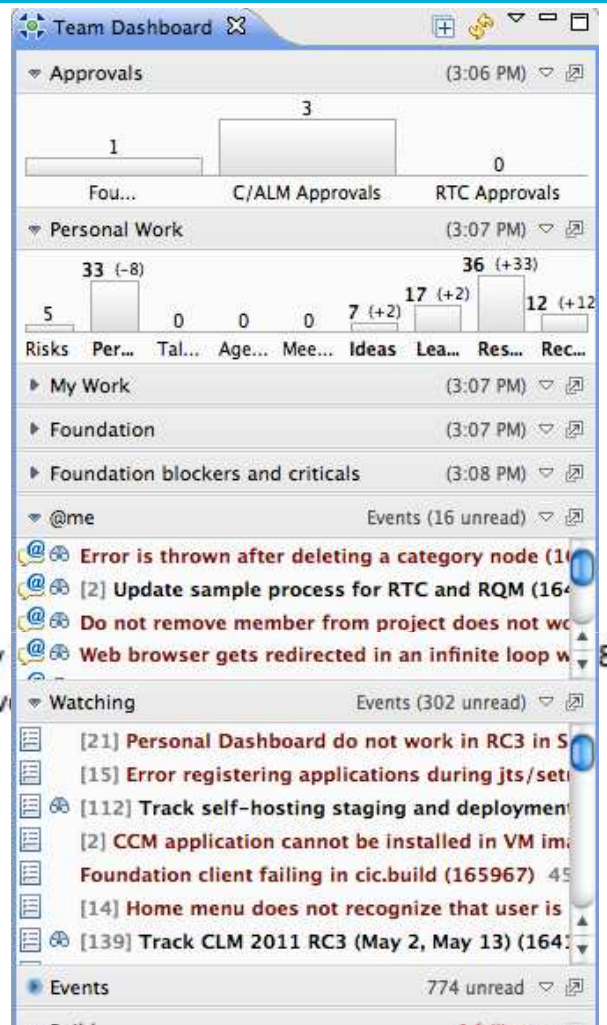 Team Dashboard
Approvals (3:06 PM)
1 3 0
Fou... C/ALM Approvals RTC Approvals
Personal Work (3:07 PM)
5 33 (-8) 0 0 0 7 (+2) 17 (+2) 36 (+33) 12 (+12
Risks Per... Tal... Age... Mee... Ideas Lea... Res... Rec...
My Work (3:07 PM)
Foundation (3:07 PM)
Foundation blockers and criticals (3:08 PM)
@me Events (16 unread)
Error is thrown after deleting a category node (1
[2] Update sample process for RTC and RQM (164
Do not remove member from project does not wo
Web browser gets redirected in an infinite loop w
Watching Events (302 unread)
[21] Personal Dashboard do not work in RC3 in S
[15] Error registering applications during jts/set
[112] Track self-hosting staging and deployment
[2] CCM application cannot be installed in VM ima
Foundation client failing in cic.build (165967) 45
[14] Home menu does not recognize that user is
[139] Track CLM 2011 RC3 (May 2, May 13) (1641
Events 774 unread